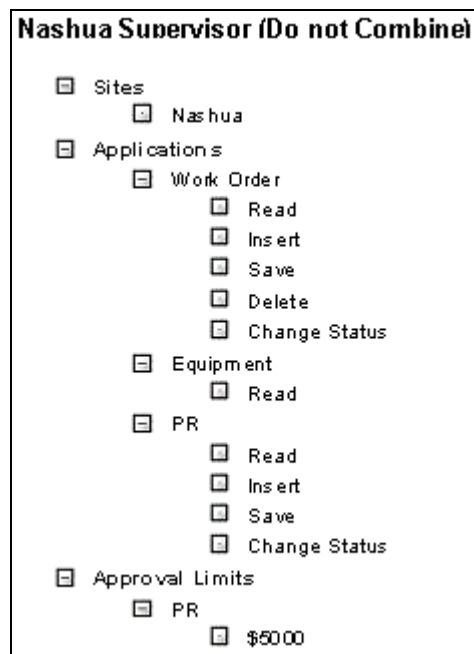 Nashua Supervisor (Do not Combine)
Sites
Nashua
Applications
Work Order
Read
Insert
Save
Delete
Change Status
Equipment
Read
PR
Read
Insert
Save
Change Status
Approval Limits
PR
$5000